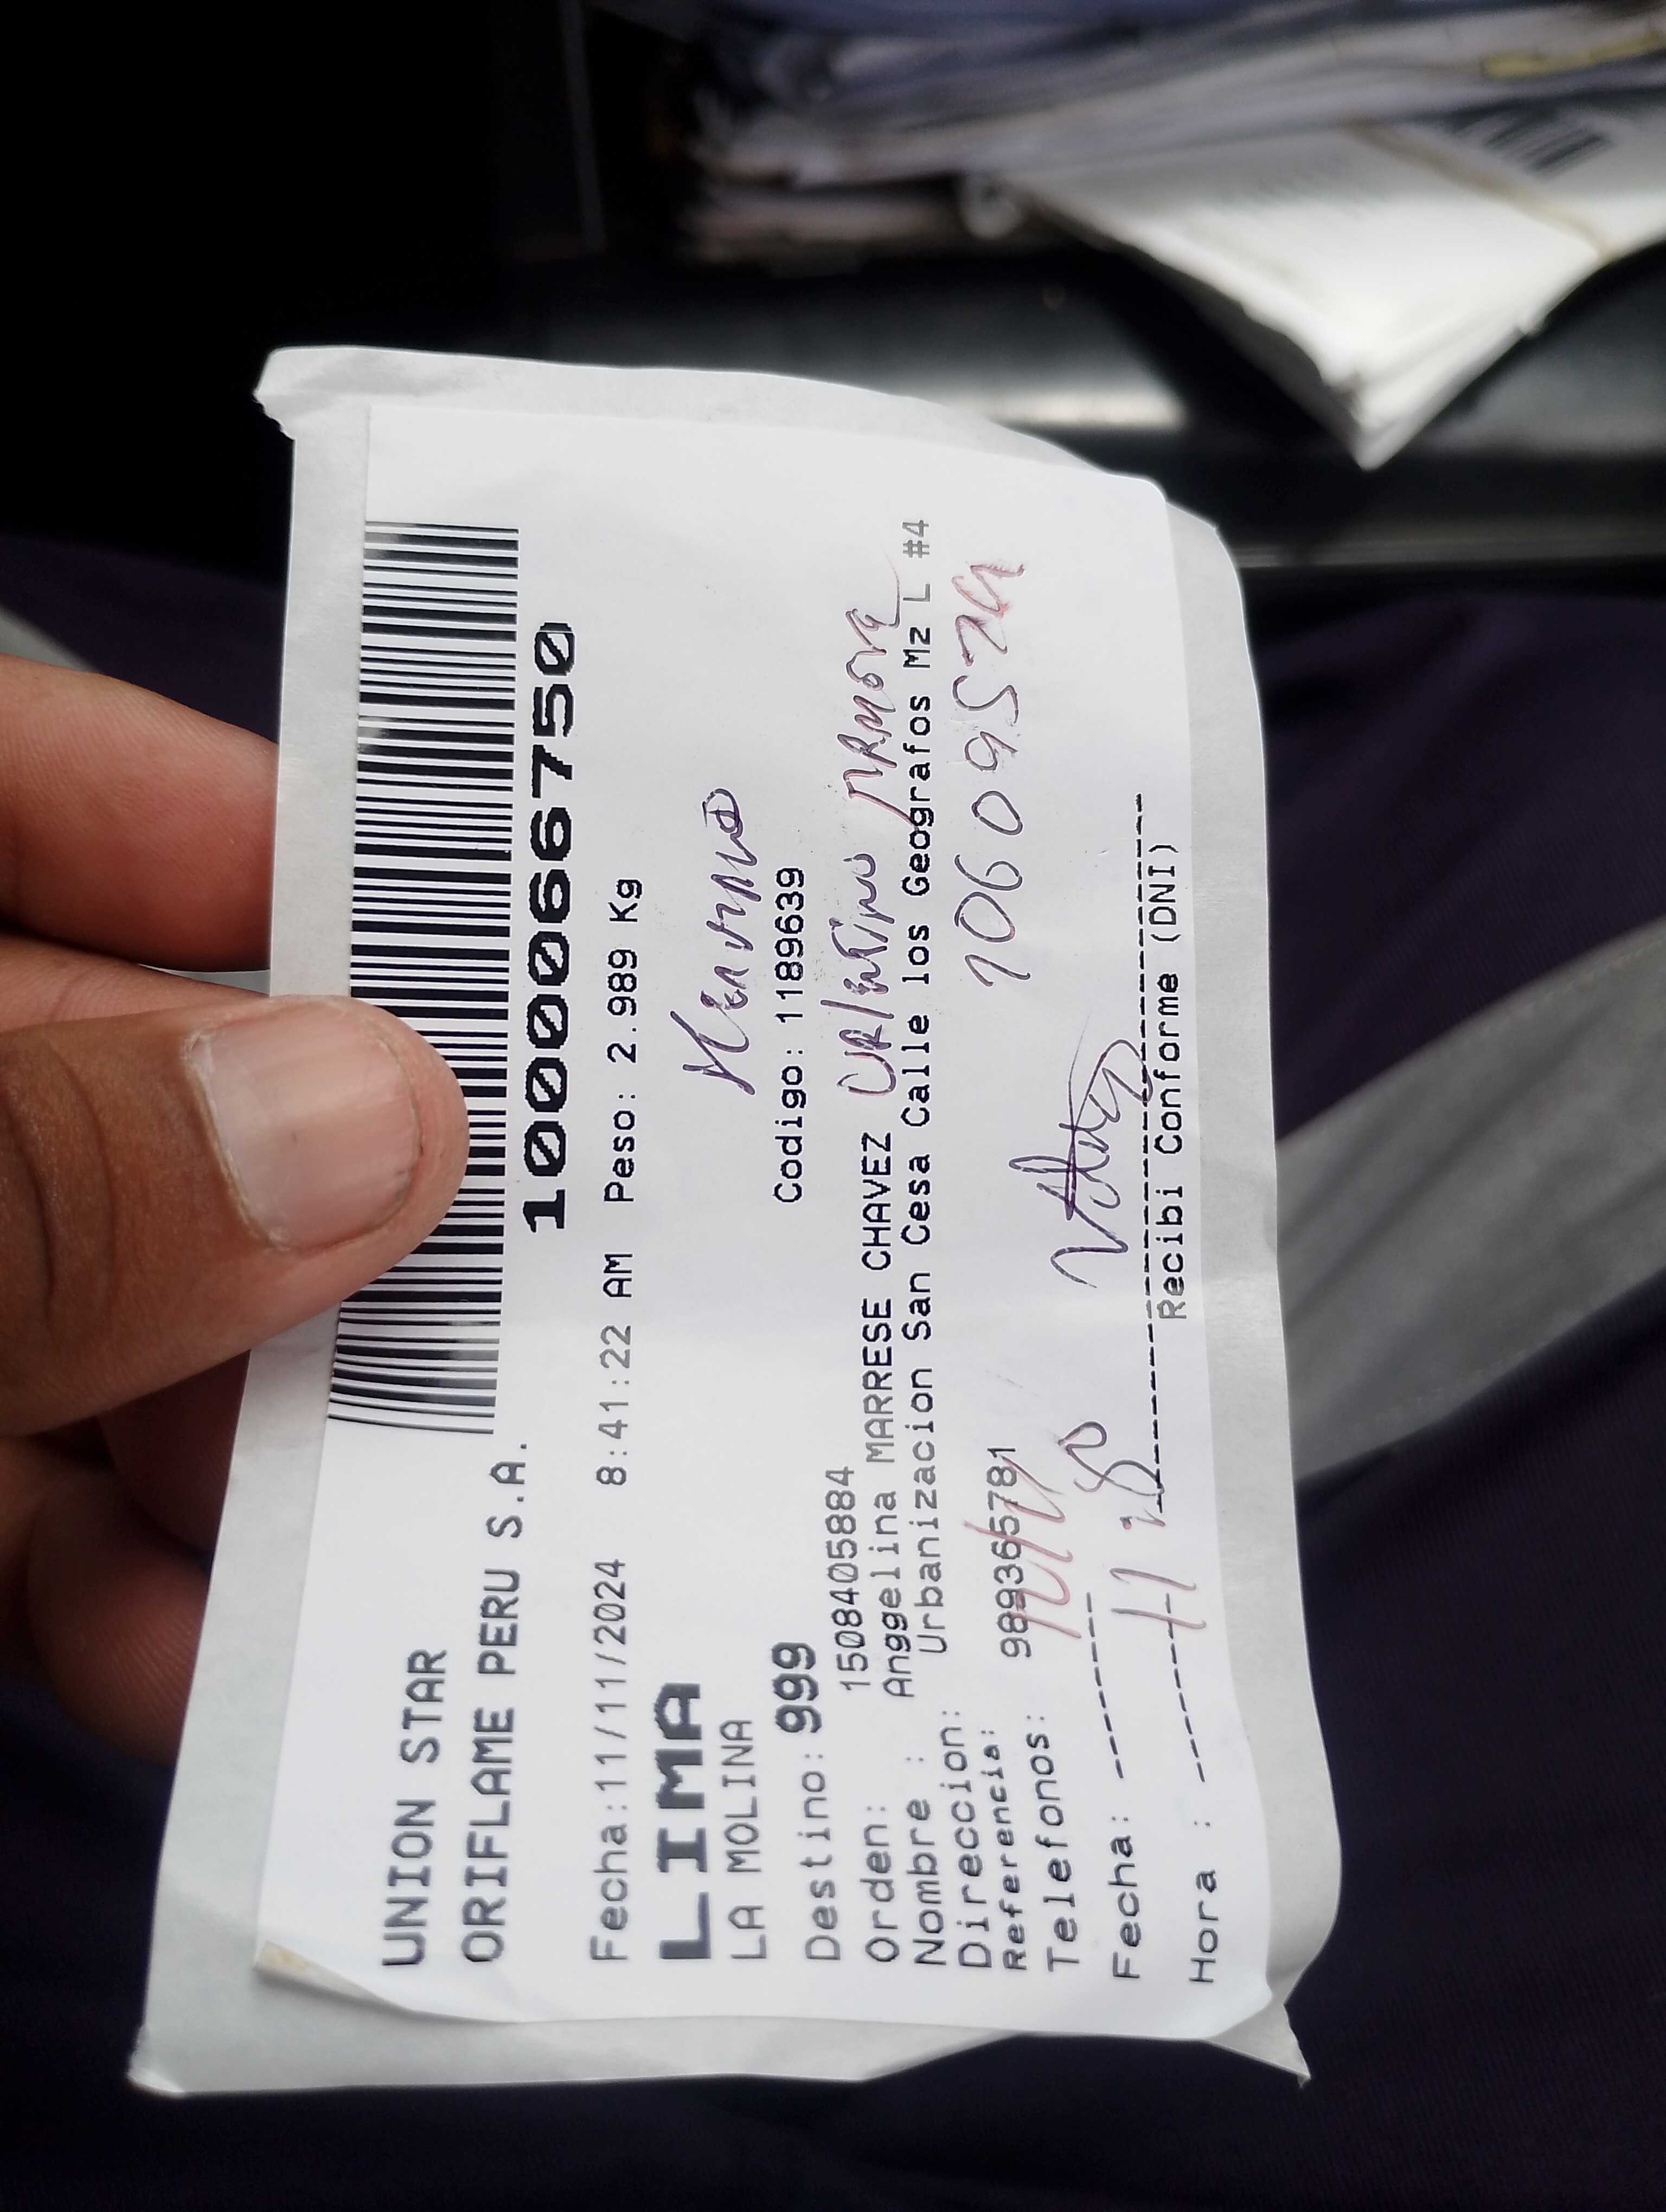 UNION STAR
ORIFLAME PERU S.A.
1000066750
Fecha:11/11/2024 8:41:22 AM Peso: 2.989 Kg
LIMA
LA MOLINA
Destino: 999 Codigo: 1189639
Orden: 1508405884
Nombre : Anggelina MARRESE CHAVEZ
Direccion: Urbanizacion San Cesa Calle los Geografos Mz L #4
Referencia:
Telefonos: 989365781
Fecha:
Hora :
Recibi Conforme (DNI)